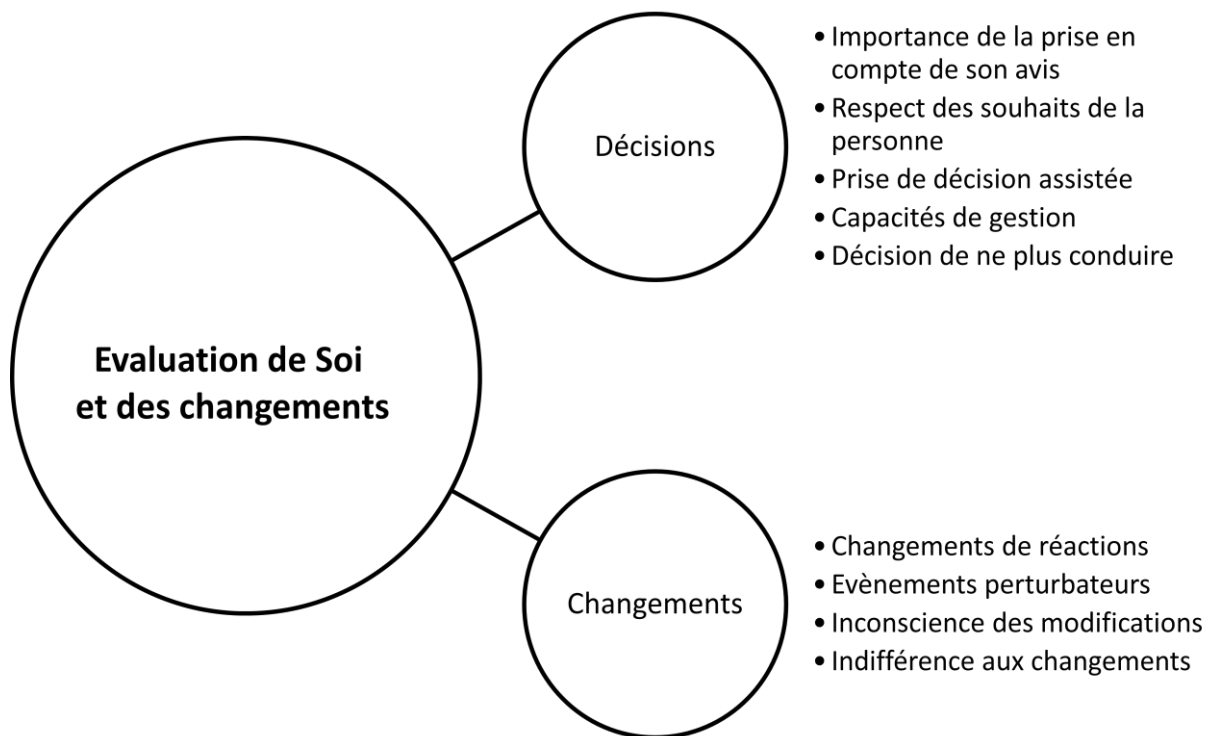 Evaluation de Soi
et des changements
Décisions
• Importance de la prise en
compte de son avis
• Respect des souhaits de la
personne
• Prise de décision assistée
• Capacités de gestion
• Décision de ne plus conduire
Changements
• Changements de réactions
• Evènements perturbateurs
• Inconscience des modifications
• Indifférence aux changements